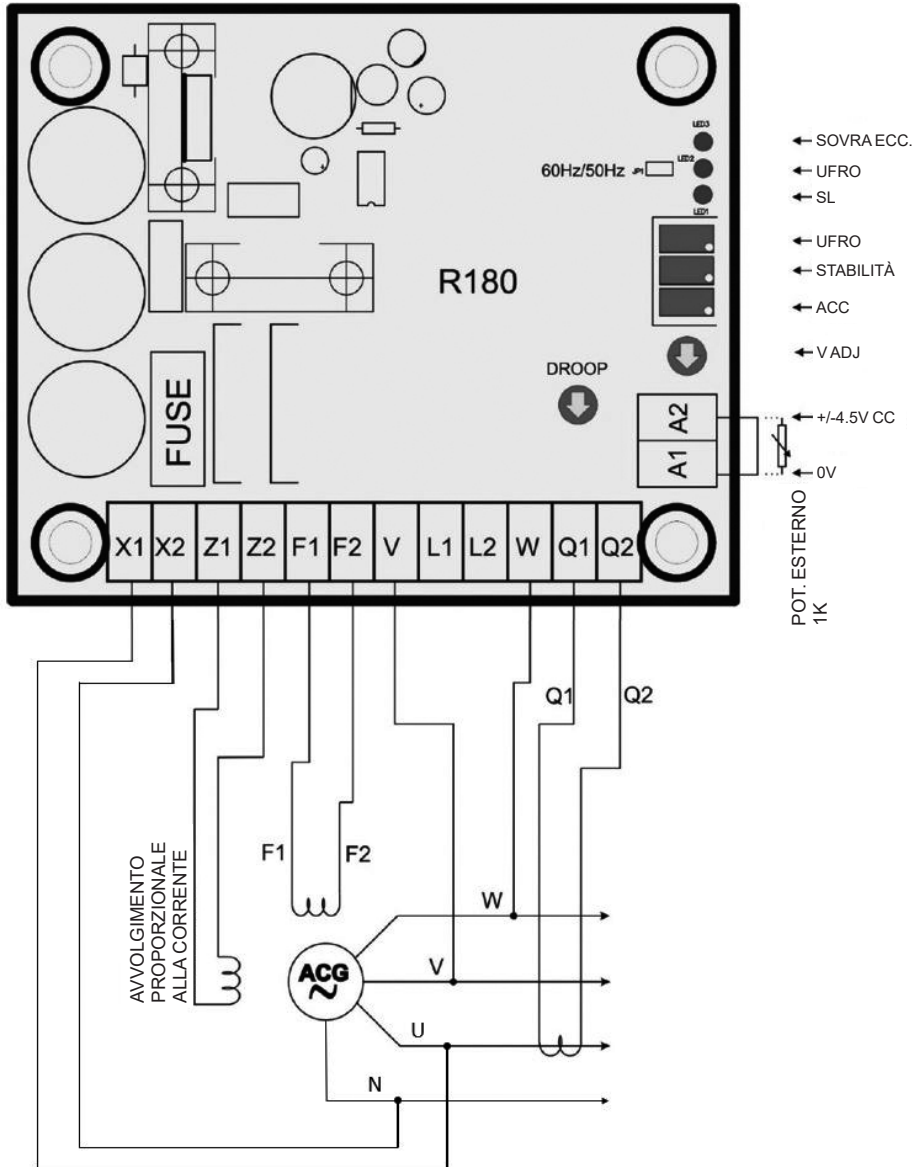 LED3
SOVRA ECC.
60Hz/50Hz JP1 LED2
UFRO
SL
LED1
UFRO
R180
STABILITÀ
ACC
V ADJ
DROOP
FUSE
A2
+/-4.5V CC
A1
0V
POT. ESTERNO
1K
X1 X2 Z1 Z2 F1 F2 V L1 L2 W Q1 Q2
Q1 Q2
F1 F2
AVVOLGIMENTO
PROPORZIONALE
ALLA CORRENTE
W
V
ACG
U
N